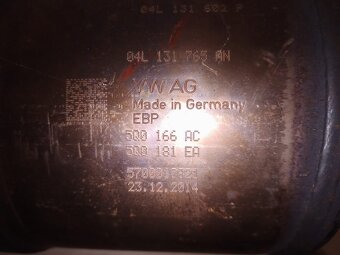 04L 131 602 P
04L 131 765 AN
VW AG
Made in Germany
EBP
5Q0 166 AC
5Q0 181 EA
23.12.2014